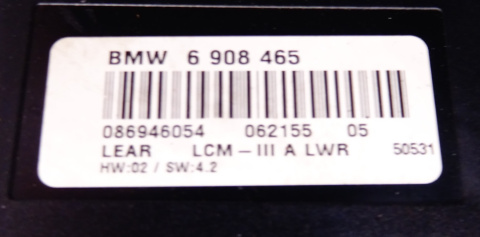 BMW 6 908 465
086946054 062155 05
LEAR LCM-III A LWR 50531
HW:02 / SW:4.2